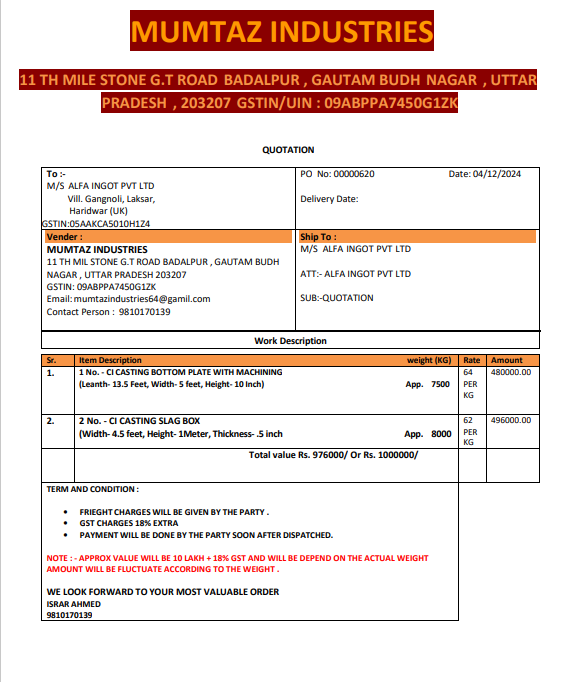 MUMTAZ INDUSTRIES
11 TH MILE STONE G.T ROAD BADALPUR , GAUTAM BUDH NAGAR , UTTAR
PRADESH , 203207 GSTIN/UIN : 09ABPPA7450G1ZK
QUOTATION
To :-
M/S ALFA INGOT PVT LTD
Vill. Gangnoli, Laksar,
Haridwar (UK)
GSTIN:05AAKCA5010H1Z4
PO No: 00000620 Date: 04/12/2024
Delivery Date:
Vender :
MUMTAZ INDUSTRIES
11 TH MIL STONE G.T ROAD BADALPUR , GAUTAM BUDH
NAGAR , UTTAR PRADESH 203207
GSTIN: 09ABPPA7450G1ZK
Email: mumtazindustries64@gamil.com
Contact Person : 9810170139
Ship To :
M/S ALFA INGOT PVT LTD
ATT:- ALFA INGOT PVT LTD
SUB:-QUOTATION
Work Description
Sr. Item Description weight (KG) Rate Amount
1. 1 No. - CI CASTING BOTTOM PLATE WITH MACHINING
(Leanth- 13.5 Feet, Width- 5 feet, Height- 10 Inch) App. 7500
64
PER
KG
480000.00
2. 2 No. - CI CASTING SLAG BOX
(Width- 4.5 feet, Height- 1Meter, Thickness- .5 inch App. 8000
62
PER
KG
496000.00
Total value Rs. 976000/ Or Rs. 1000000/
TERM AND CONDITION :
• FRIEGHT CHARGES WILL BE GIVEN BY THE PARTY .
• GST CHARGES 18% EXTRA
• PAYMENT WILL BE DONE BY THE PARTY SOON AFTER DISPATCHED.
NOTE : - APPROX VALUE WILL BE 10 LAKH + 18% GST AND WILL BE DEPEND ON THE ACTUAL WEIGHT
AMOUNT WILL BE FLUCTUATE ACCORDING TO THE WEIGHT .
WE LOOK FORWARD TO YOUR MOST VALUABLE ORDER
ISRAR AHMED
9810170139